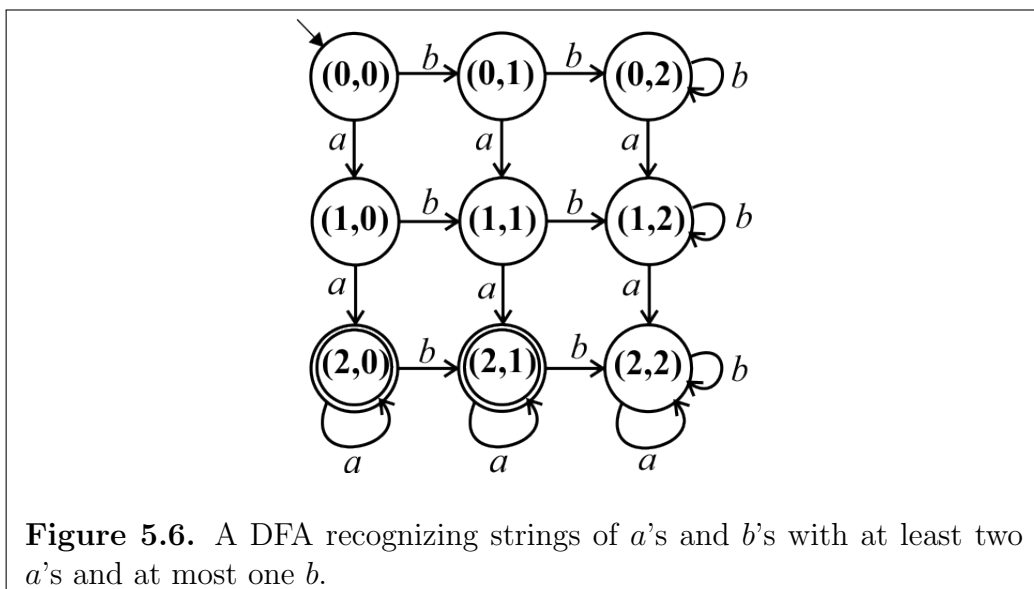 b b
(0,0) (0,1) (0,2) b
a a a
b b
(1,0) (1,1) (1,2) b
a a a
b b
(2,0) (2,1) (2,2) b
a a a
Figure 5.6. A DFA recognizing strings of a's and b's with at least two
a's and at most one b.